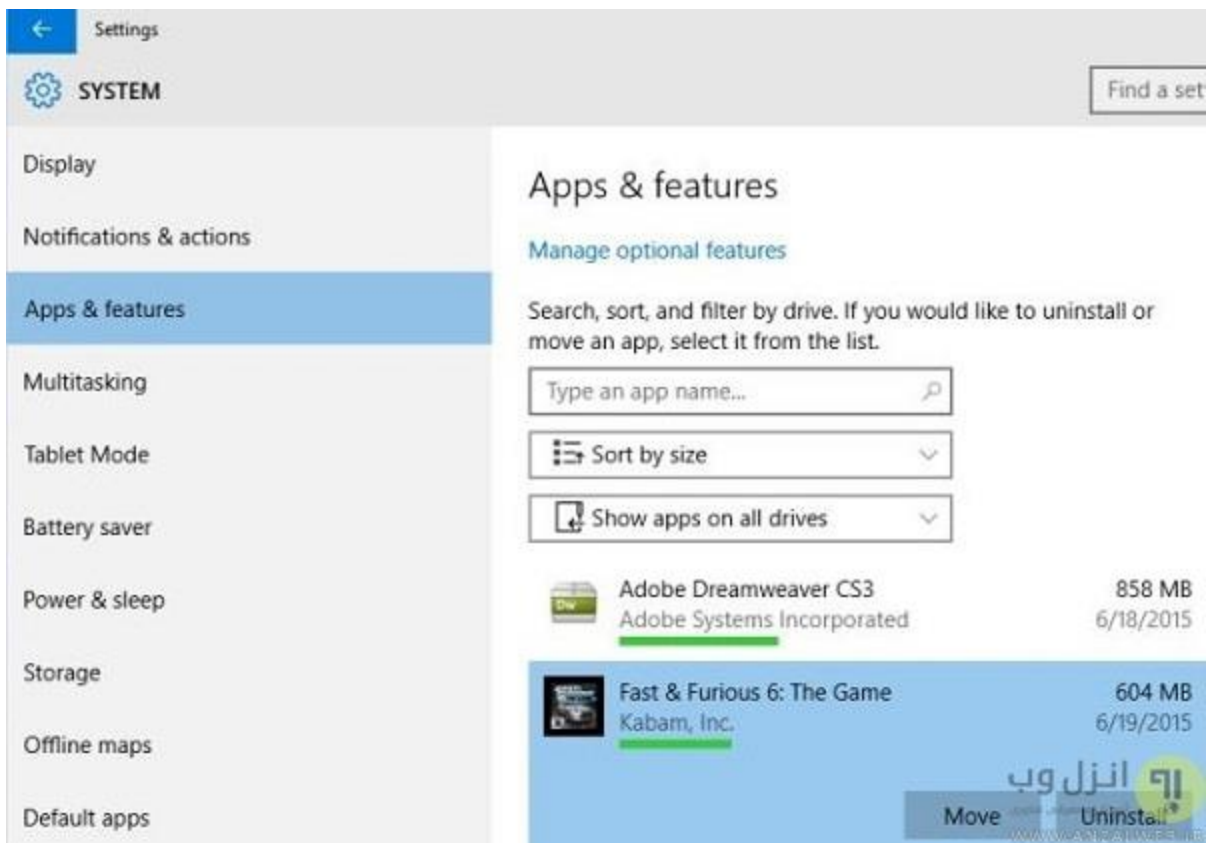 Settings
SYSTEM
Find a set
Display
Notifications & actions
Apps & features
Multitasking
Tablet Mode
Battery saver
Power & sleep
Storage
Offline maps
Default apps
Apps & features
Manage optional features
Search, sort, and filter by drive. If you would like to uninstall or
move an app, select it from the list.
Type an app name...
Sort by size
Show apps on all drives
Dw
Adobe Dreamweaver CS3
858 MB
Adobe Systems Incorporated
6/18/2015
Fast & Furious 6: The Game
604 MB
Kabam, Inc.
6/19/2015
انزل وب
Move
Uninstall
WWW.ANZALWEB.IR